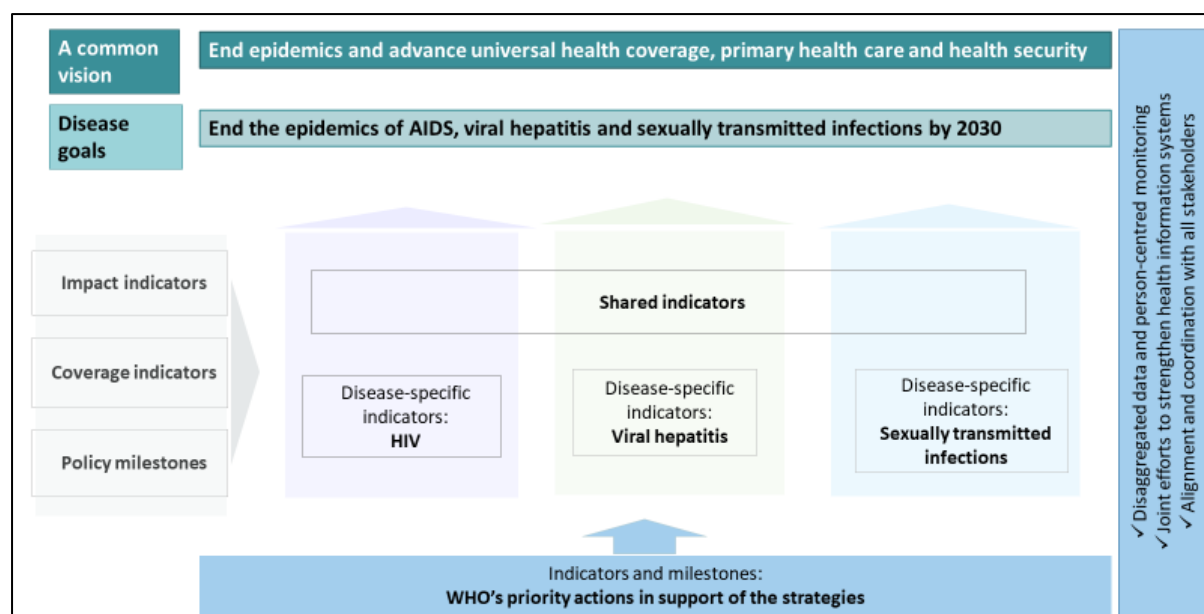 A common
vision
End epidemics and advance universal health coverage, primary health care and health security
Disease
goals
End the epidemics of AIDS, viral hepatitis and sexually transmitted infections by 2030
Impact indicators
Coverage indicators
Policy milestones
Shared indicators
Disease-specific
indicators:
HIV
Disease-specific
indicators:
Viral hepatitis
Disease-specific
indicators:
Sexually transmitted
infections
Indicators and milestones:
WHO's priority actions in support of the strategies
✓ Disaggregated data and person-centred monitoring
✓ Joint efforts to strengthen health information systems
✓ Alignment and coordination with all stakeholders